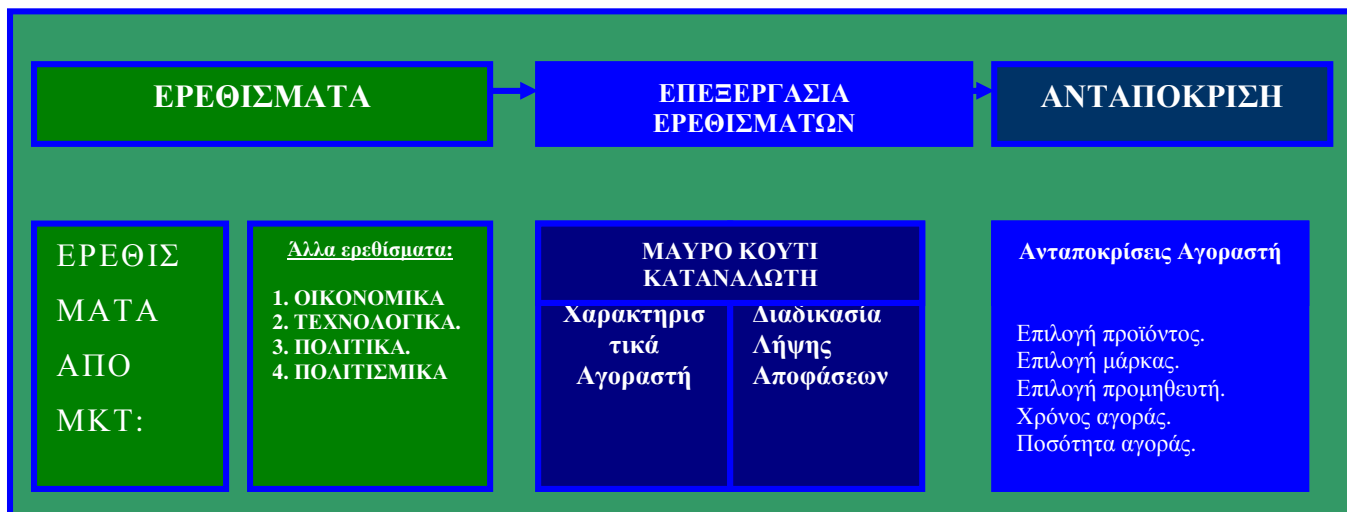 ΕΡΕΘΙΣΜΑΤΑ
ΕΠΕΞΕΡΓΑΣΙΑ
ΕΡΕΘΙΣΜΑΤΩΝ
ΑΝΤΑΠΟΚΡΙΣΗ
ΕΡΕΘΙΣ
ΜΑΤΑ
ΑΠΟ
ΜΚΤ:
Άλλα ερεθίσματα:
1. ΟΙΚΟΝΟΜΙΚΑ
2. ΤΕΧΝΟΛΟΓΙΚΑ.
3. ΠΟΛΙΤΙΚΑ.
4. ΠΟΛΙΤΙΣΜΙΚΑ
ΜΑΥΡΟ ΚΟΥΤΙ
ΚΑΤΑΝΑΛΩΤΗ
Χαρακτηρισ
τικά
Αγοραστή
Διαδικασία
Λήψης
Αποφάσεων
Ανταποκρίσεις Αγοραστή
Επιλογή προϊόντος.
Επιλογή μάρκας.
Επιλογή προμηθευτή.
Χρόνος αγοράς.
Ποσότητα αγοράς.